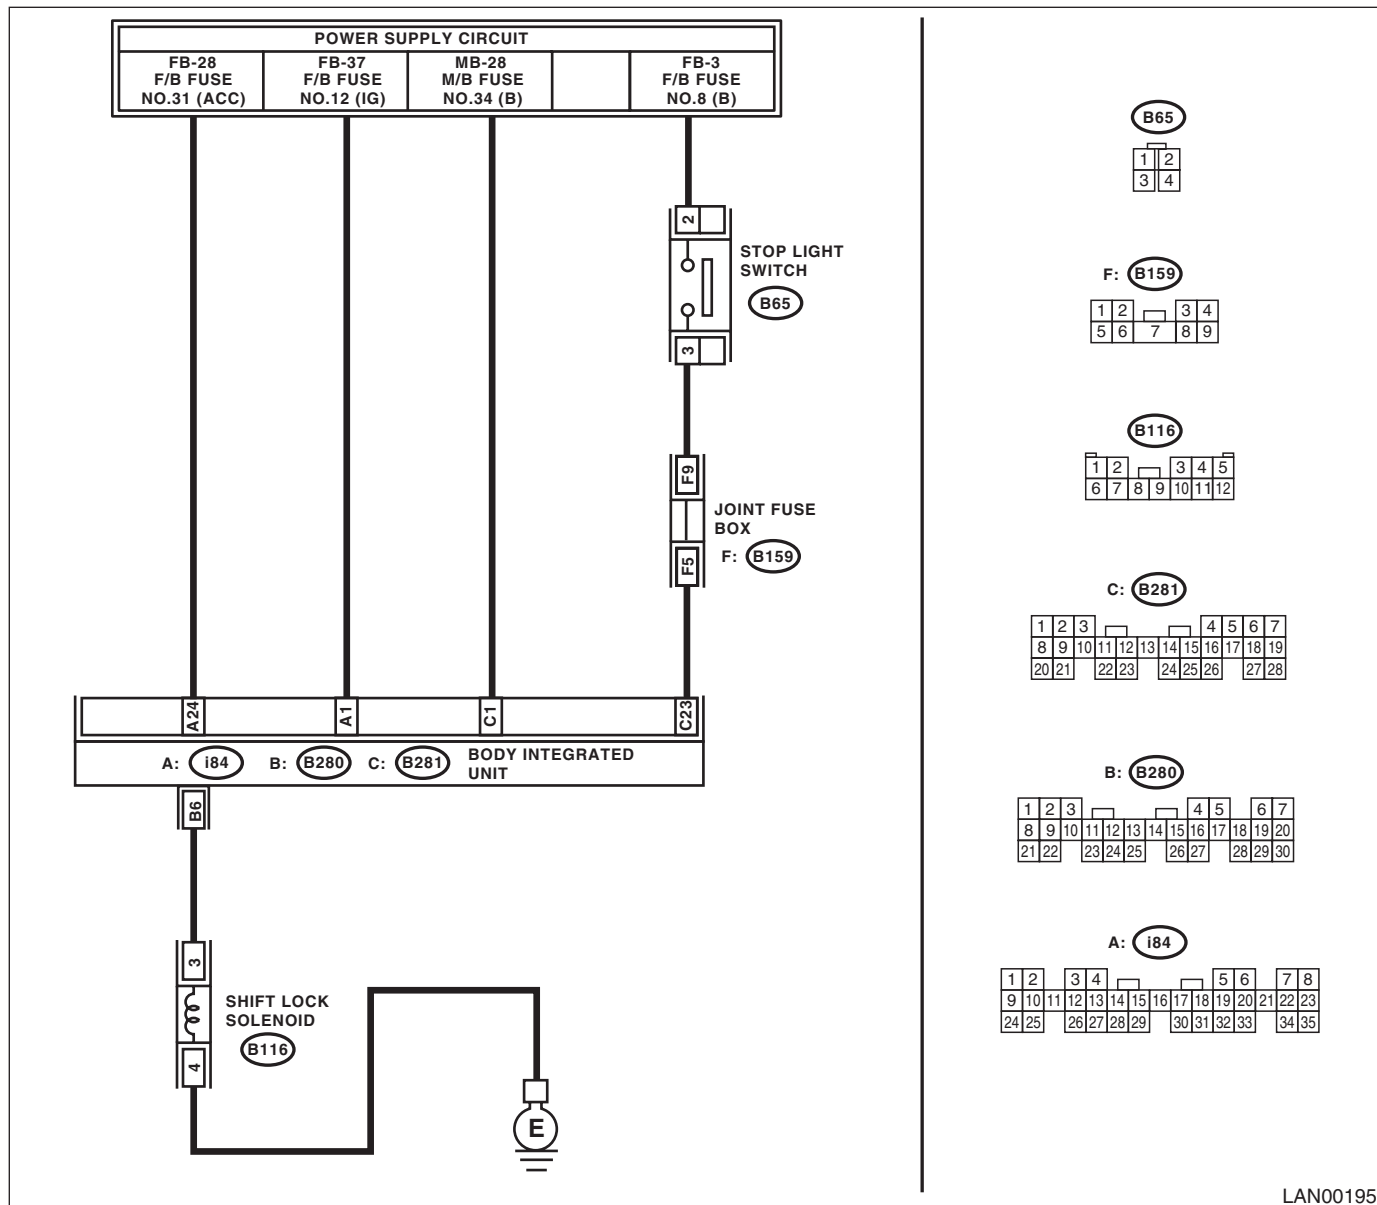 POWER SUPPLY CIRCUIT
FB-28
F/B FUSE
NO.31 (ACC)
FB-37
F/B FUSE
NO.12 (IG)
MB-28
M/B FUSE
NO.34 (B)
FB-3
F/B FUSE
NO.8 (B)
2
STOP LIGHT
SWITCH
B65
3
F9
JOINT FUSE
BOX
F: B159
F5
A24 A1 C1 C23
A: i84 B: B280 C: B281 BODY INTEGRATED
UNIT
B6
3
SHIFT LOCK
SOLENOID
B116
4
E
B65
1 2
3 4
F: B159
1 2 3 4
5 6 7 8 9
B116
1 2 3 4 5
6 7 8 9 10 11 12
C: B281
1 2 3 4 5 6 7
8 9 10 11 12 13 14 15 16 17 18 19
20 21 22 23 24 25 26 27 28
B: B280
1 2 3 4 5 6 7
8 9 10 11 12 13 14 15 16 17 18 19 20
21 22 23 24 25 26 27 28 29 30
A: i84
1 2 3 4 5 6 7 8
9 10 11 12 13 14 15 16 17 18 19 20 21 22 23
24 25 26 27 28 29 30 31 32 33 34 35
LAN00195